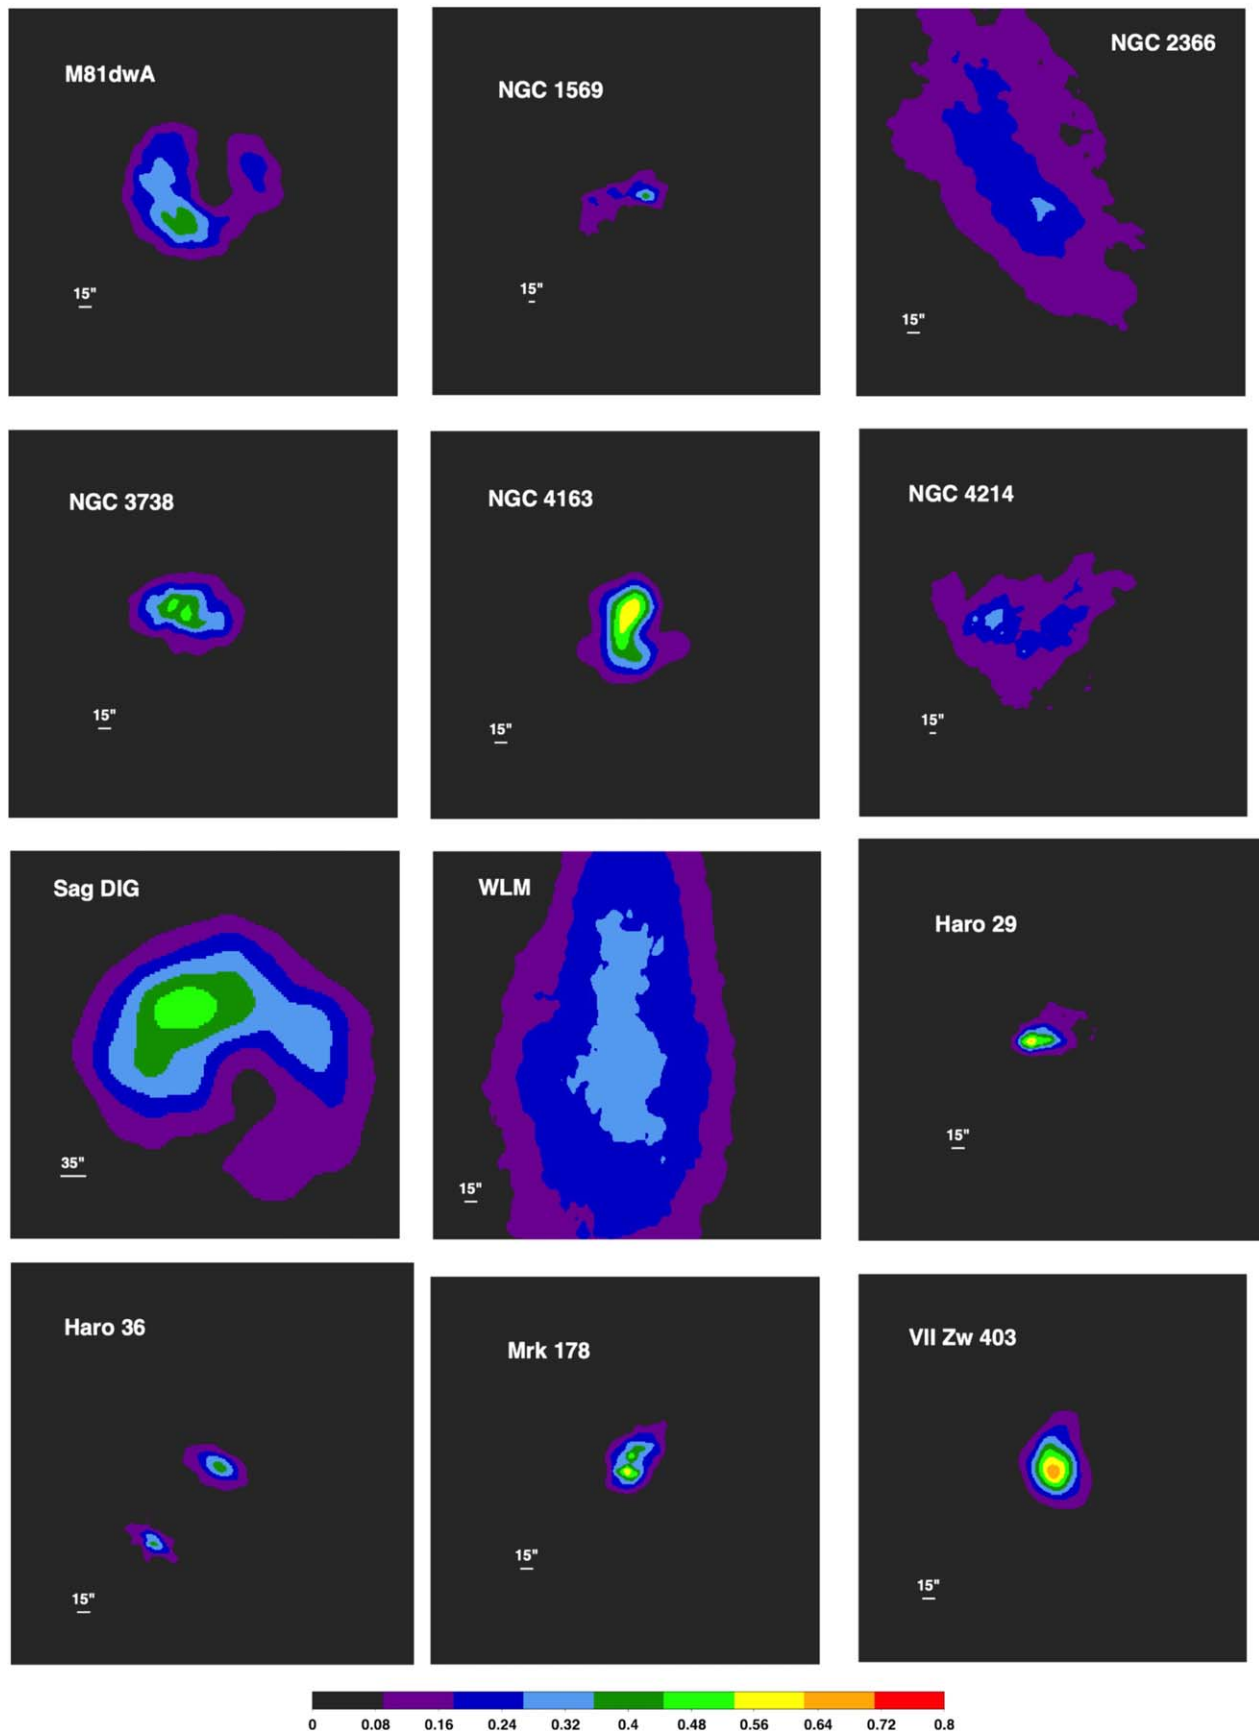 M81dwA
NGC 1569
NGC 2366
15"
15"
15"
NGC 3738
NGC 4163
NGC 4214
15"
15"
15"
Sag DIG
WLM
Haro 29
35"
15"
15"
Haro 36
Mrk 178
VII Zw 403
15"
15"
15"
0 0.08 0.16 0.24 0.32 0.4 0.48 0.56 0.64 0.72 0.8